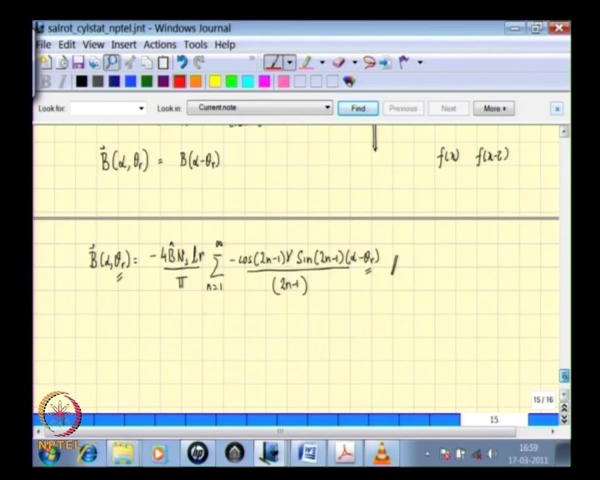 salrot_cylstat_nptel.jnt - Windows Journal
File Edit View Insert Actions Tools Help
Look for: Look in: Current note Find Previous Next More
B⃗(α,θr) = B(α-θr) f(x) f(x-τ)
B⃗(α,θr) = -4B̂Nsℓr/π ∑_{n=1}^{∞} -cos(2n-1)γ Sin(2n-1)(α-θr)/(2n-1)
15/16
15
NPTEL
16:59
17-03-2011